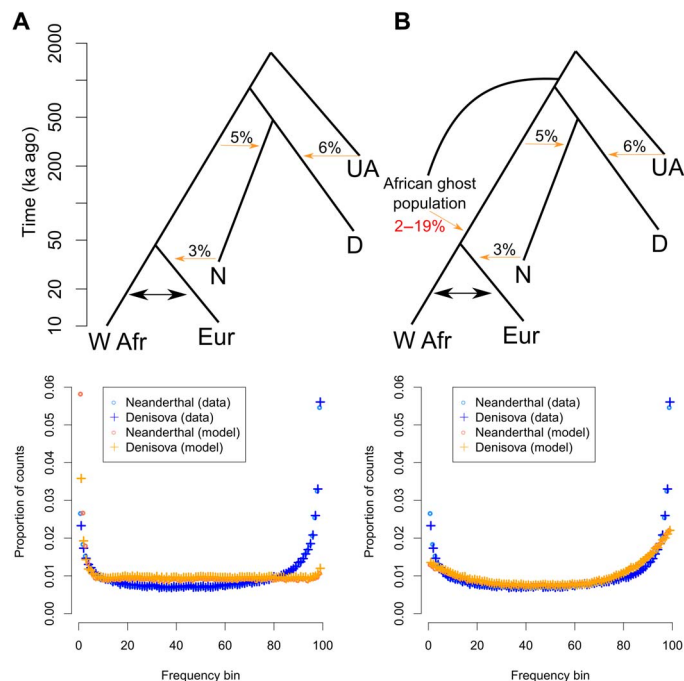 A
B
Time (ka ago)
2000
500
200
50
20
10
5%
6%
UA
D
3%
N
W Afr
Eur
African ghost
population
2–19%
5%
6%
UA
D
3%
N
W Afr
Eur
Proportion of counts
0.06
0.05
0.04
0.03
0.02
0.01
0.00
Neanderthal (data)
Denisova (data)
Neanderthal (model)
Denisova (model)
0 20 40 60 80 100
Frequency bin
Proportion of counts
0.06
0.05
0.04
0.03
0.02
0.01
0.00
Neanderthal (data)
Denisova (data)
Neanderthal (model)
Denisova (model)
0 20 40 60 80 100
Frequency bin